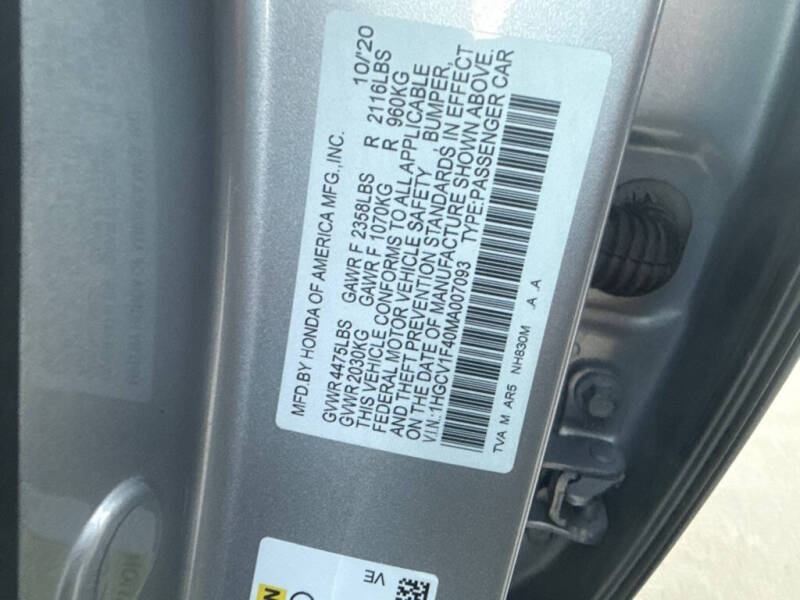 MFD.BY HONDA OF AMERICA MFG.,INC. 10/'20
GVWR 4475LBS GAWR F 2358LBS R 2116LBS
GVWR 2030KG GAWR F 1070KG R 960KG
THIS VEHICLE CONFORMS TO ALL APPLICABLE
FEDERAL MOTOR VEHICLE SAFETY BUMPER,
AND THEFT PREVENTION STANDARDS, IN EFFECT
ON THE DATE OF MANUFACTURE SHOWN ABOVE.
V.I.N.:1HGCV1F40MA007093 TYPE:PASSENGER CAR
TVA M AR5 NH830M .A .A
VE